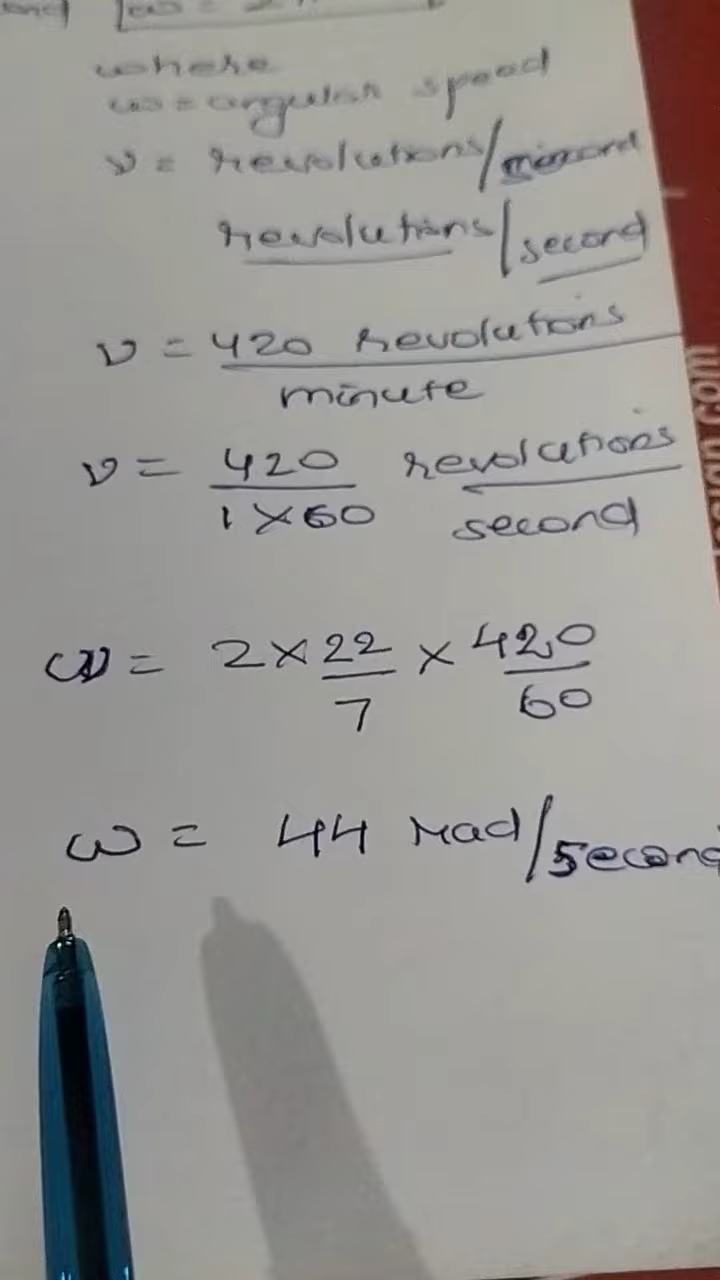 where
ω = angular speed
ν = revolutions/
revolutions/second
ν = 420 revolutions
minute
ν = 420 revolutions
1 × 60 second
ω = 2 × 22 × 420
7 60
ω = 44 rad/second